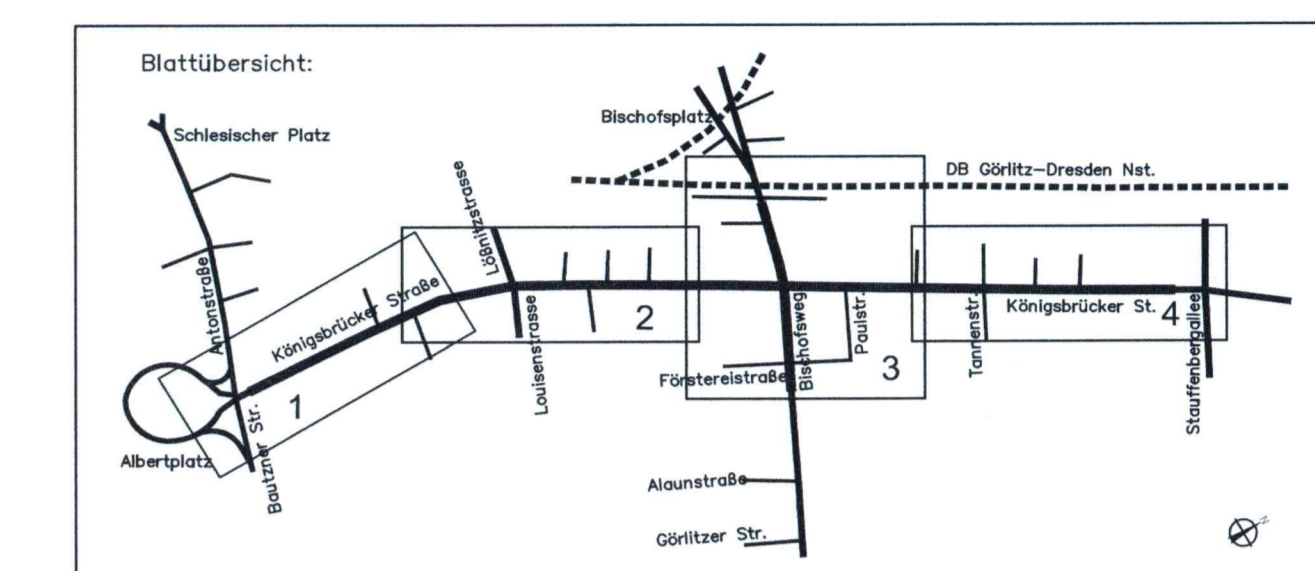 Blattübersicht:
Schlesischer Platz
Bischofsplatz
DB Görlitz-Dresden Nst.
Lößnitzstrasse
Antonstraße
Königsbrücker Straße
Louisenstrasse
2
Bischofsweg
Paulstr.
3
Tannenstr.
Königsbrücker St.
4
Stauffenbergallee
Förstereistraße
1
Albertplatz
Bautzner Str.
Alaunstraße
Görlitzer Str.
N